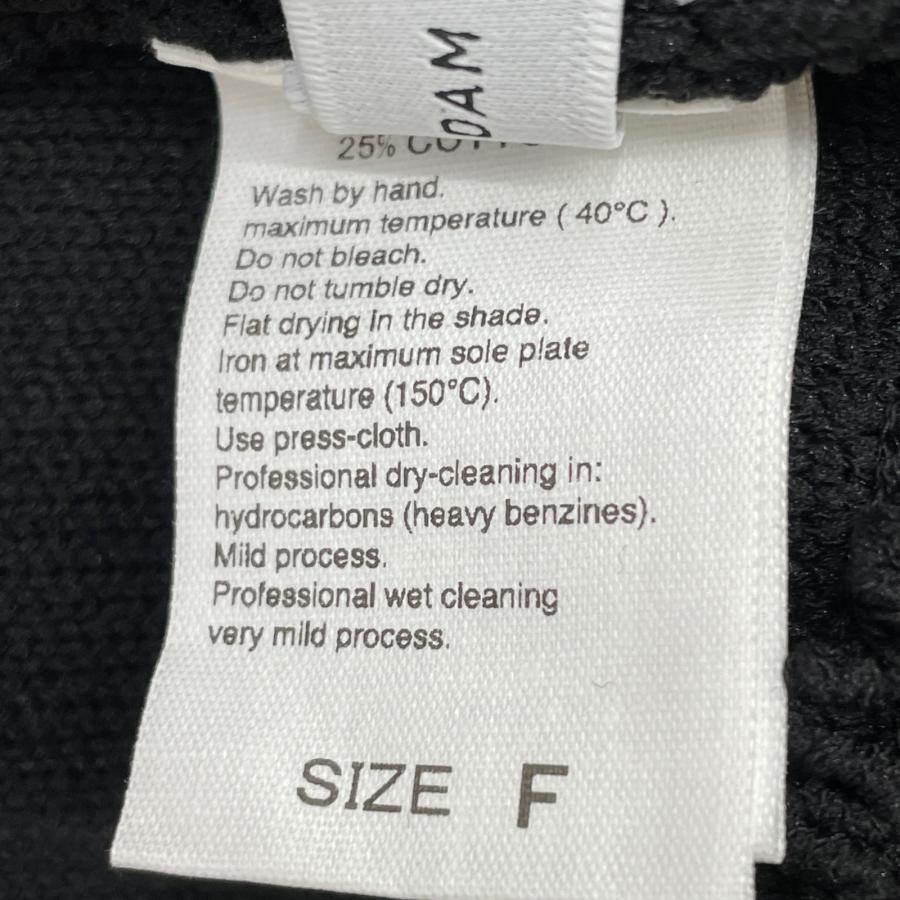 DAM
25%
Wash by hand.
maximum temperature ( 40°C ).
Do not bleach.
Do not tumble dry.
Flat drying in the shade.
Iron at maximum sole plate
temperature (150°C).
Use press-cloth.
Professional dry-cleaning in:
hydrocarbons (heavy benzines).
Mild process.
Professional wet cleaning
very mild process.
SIZE F